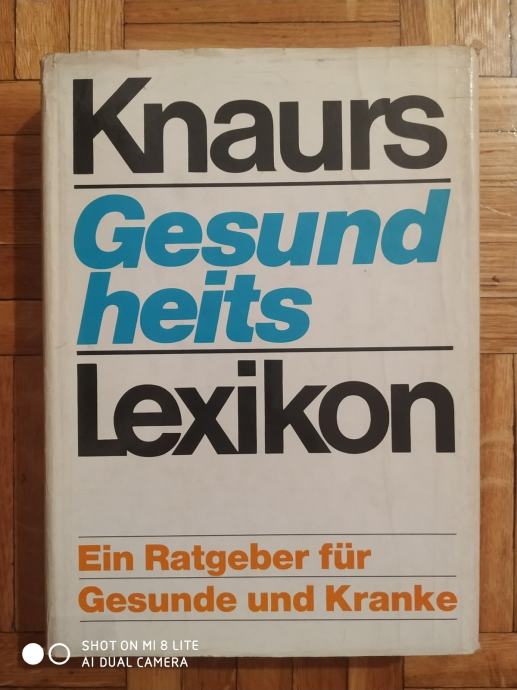 Knaurs
Gesund
heits
Lexikon
Ein Ratgeber für
Gesunde und Kranke
SHOT ON MI 8 LITE
AI DUAL CAMERA